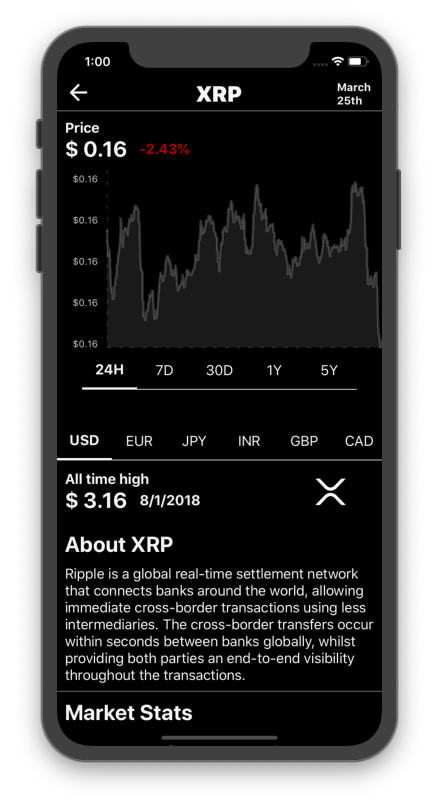 1:00
XRP
March
25th
Price
$ 0.16 -2.43%
$0.16
$0.16
$0.16
$0.16
$0.16
24H 7D 30D 1Y 5Y
USD EUR JPY INR GBP CAD
All time high
$ 3.16 8/1/2018
About XRP
Ripple is a global real-time settlement network
that connects banks around the world, allowing
immediate cross-border transactions using less
intermediaries. The cross-border transfers occur
within seconds between banks globally, whilst
providing both parties an end-to-end visibility
throughout the transactions.
Market Stats